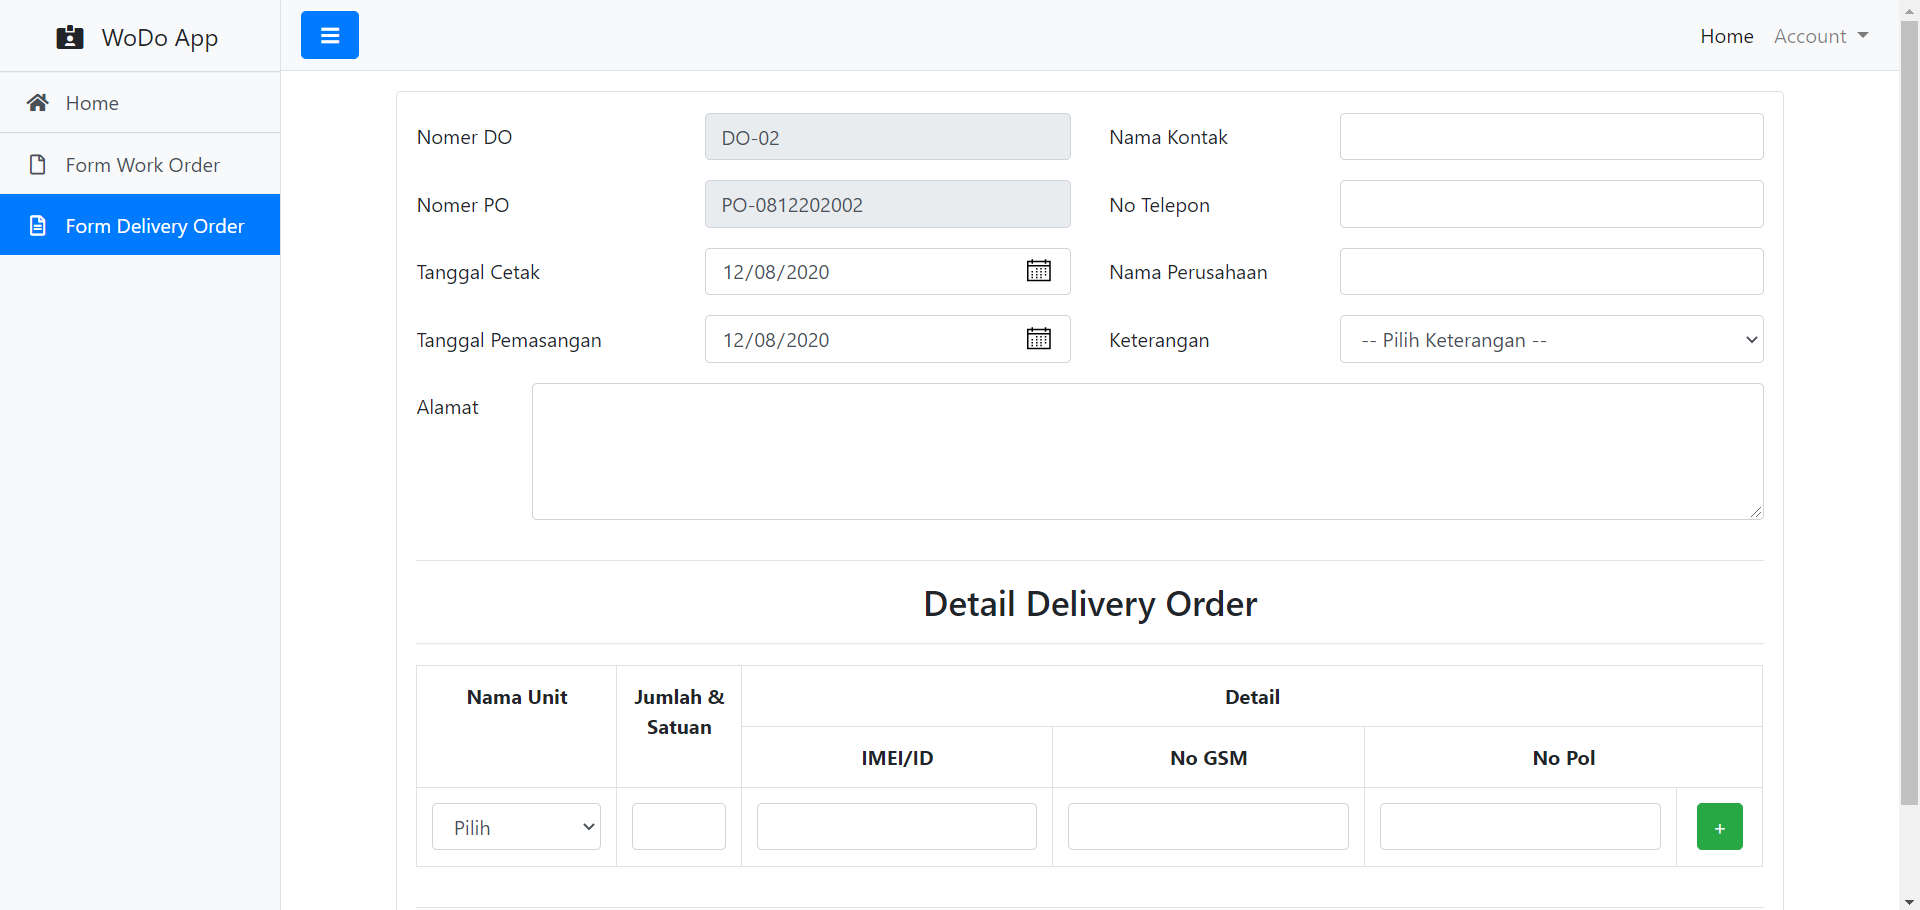 WoDo App
Home
Account
Home
Form Work Order
Form Delivery Order
Nomer DO
DO-02
Nama Kontak
Nomer PO
PO-0812202002
No Telepon
Tanggal Cetak
12/08/2020
Nama Perusahaan
Tanggal Pemasangan
12/08/2020
Keterangan
-- Pilih Keterangan --
Alamat
Detail Delivery Order
Nama Unit
Jumlah &
Satuan
Detail
IMEI/ID
No GSM
No Pol
Pilih
+